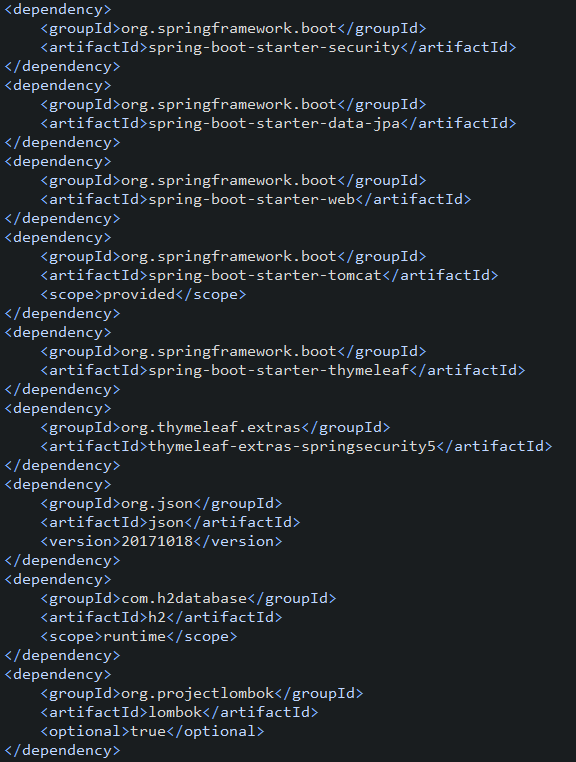 <dependency>
    <groupId>org.springframework.boot</groupId>
    <artifactId>spring-boot-starter-security</artifactId>
</dependency>
<dependency>
    <groupId>org.springframework.boot</groupId>
    <artifactId>spring-boot-starter-data-jpa</artifactId>
</dependency>
<dependency>
    <groupId>org.springframework.boot</groupId>
    <artifactId>spring-boot-starter-web</artifactId>
</dependency>
<dependency>
    <groupId>org.springframework.boot</groupId>
    <artifactId>spring-boot-starter-tomcat</artifactId>
    <scope>provided</scope>
</dependency>
<dependency>
    <groupId>org.springframework.boot</groupId>
    <artifactId>spring-boot-starter-thymeleaf</artifactId>
</dependency>
<dependency>
    <groupId>org.thymeleaf.extras</groupId>
    <artifactId>thymeleaf-extras-springsecurity5</artifactId>
</dependency>
<dependency>
    <groupId>org.json</groupId>
    <artifactId>json</artifactId>
    <version>20171018</version>
</dependency>
<dependency>
    <groupId>com.h2database</groupId>
    <artifactId>h2</artifactId>
    <scope>runtime</scope>
</dependency>
<dependency>
    <groupId>org.projectlombok</groupId>
    <artifactId>lombok</artifactId>
    <optional>true</optional>
</dependency>